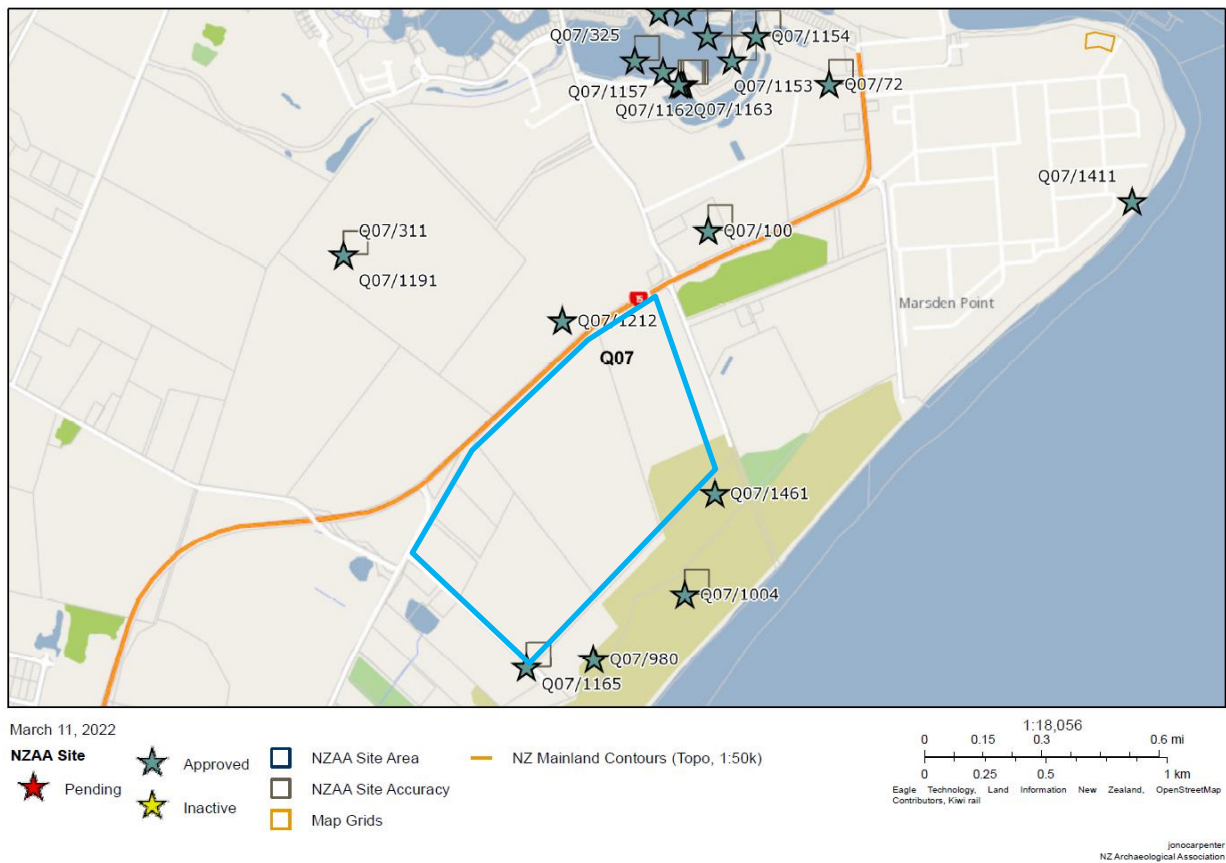 Q07/325
Q07/1154
Q07/1157
Q07/1153
Q07/72
Q07/1162
Q07/1163
Q07/1411
Q07/311
Q07/100
Q07/1191
15
Marsden Point
Q07/1212
Q07
Q07/1461
Q07/1004
Q07/980
Q07/1165
March 11, 2022
NZAA Site
Pending
Approved
Inactive
NZAA Site Area
NZAA Site Accuracy
Map Grids
NZ Mainland Contours (Topo, 1:50k)
1:18,056
0 0.15 0.3 0.6 mi
0 0.25 0.5 1 km
Eagle Technology, Land Information New Zealand, OpenStreetMap
Contributors, Kiwi rail
jonocarpenter
NZ Archaeological Association